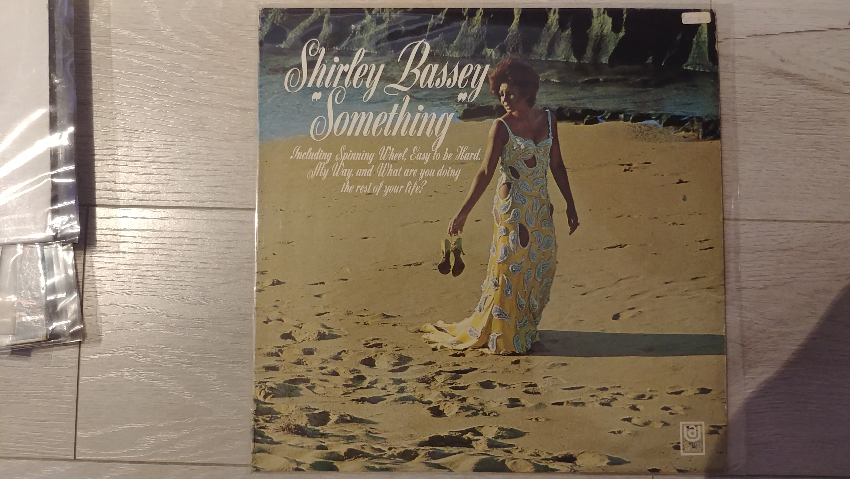 Shirley Bassey
"Something"
Including Spinning Wheel, Easy to be Hard,
My Way, and What are you doing
the rest of your life?